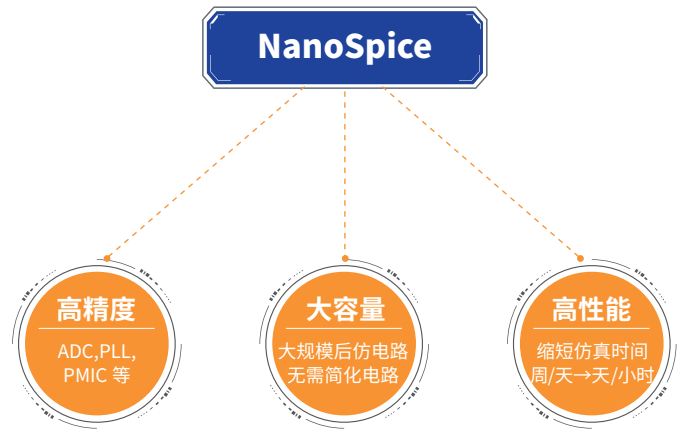 NanoSpice
高精度
ADC,PLL,
PMIC 等
大容量
大规模后仿电路
无需简化电路
高性能
缩短仿真时间
周/天→天/小时